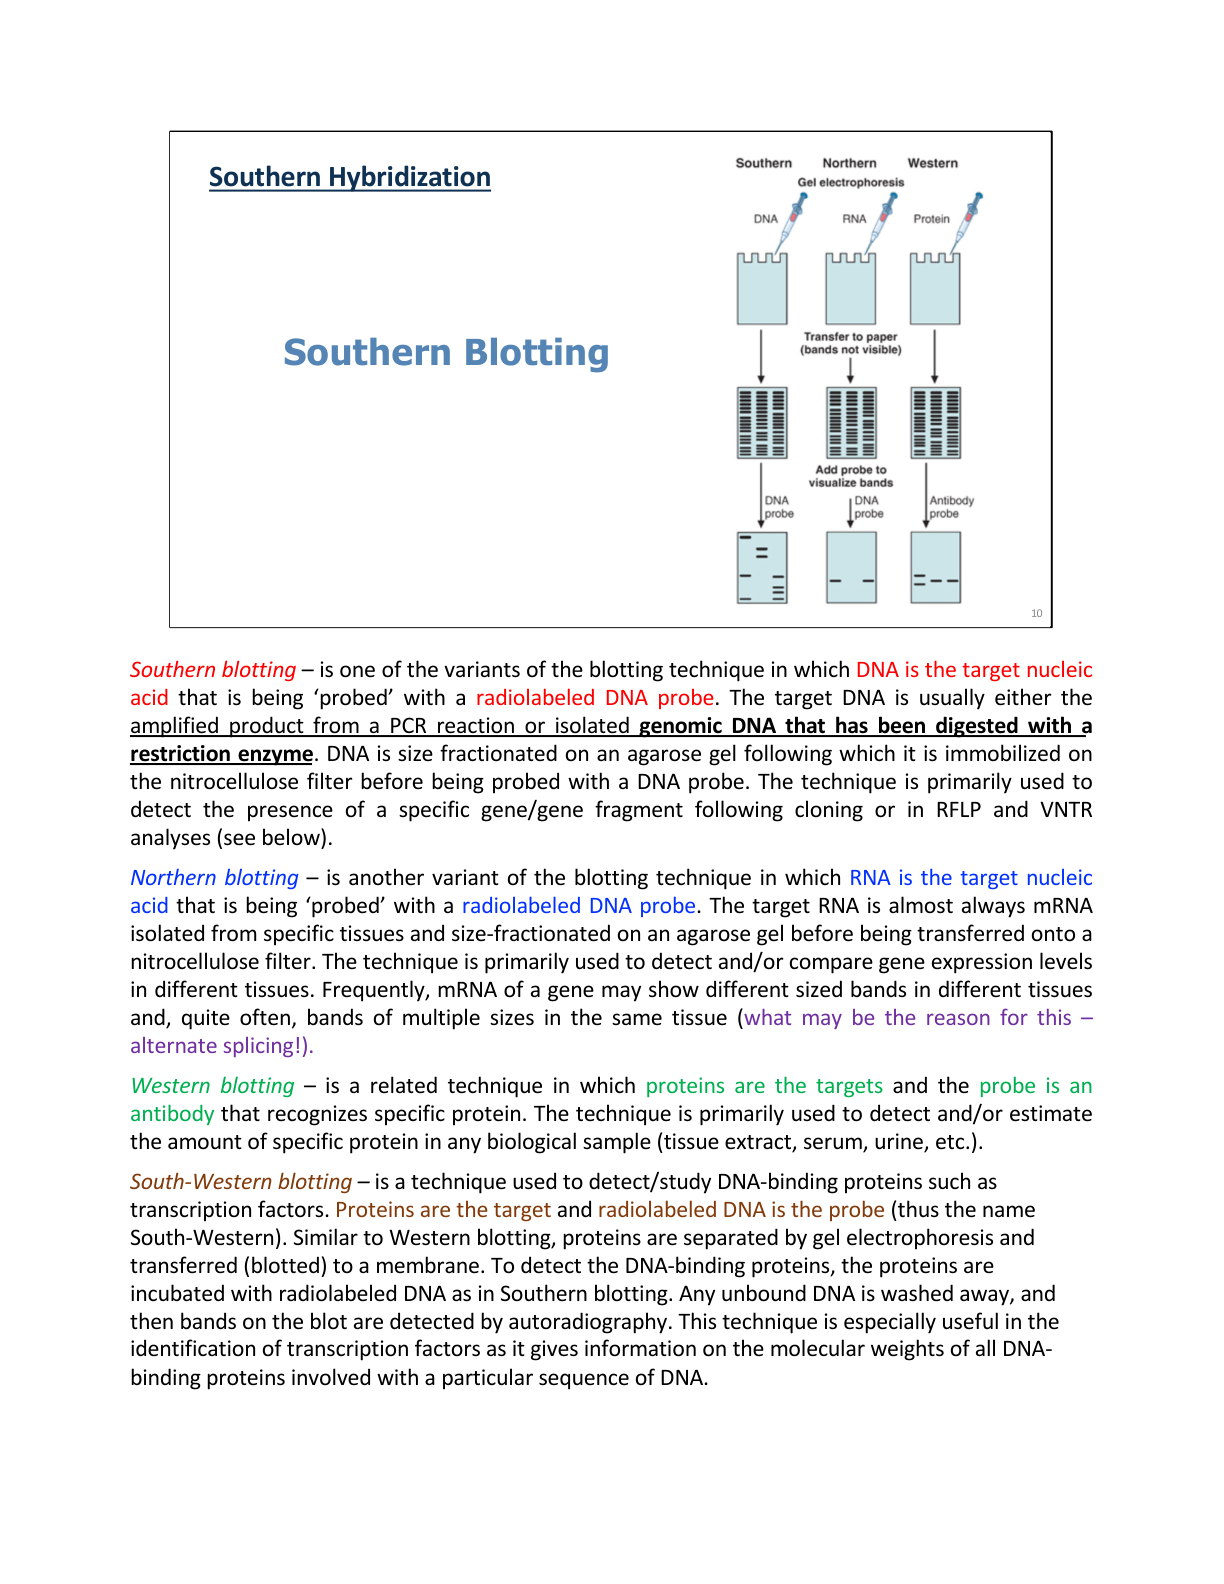 Southern Hybridization
Southern Blotting
Southern Northern Western
Gel electrophoresis
DNA RNA Protein
Transfer to paper
(bands not visible)
Add probe to
visualize bands
DNA
probe
DNA
probe
Antibody
probe
10
Southern blotting – is one of the variants of the blotting technique in which DNA is the target nucleic
acid that is being ‘probed’ with a radiolabeled DNA probe. The target DNA is usually either the
amplified product from a PCR reaction or isolated genomic DNA that has been digested with a
restriction enzyme. DNA is size fractionated on an agarose gel following which it is immobilized on
the nitrocellulose filter before being probed with a DNA probe. The technique is primarily used to
detect the presence of a specific gene/gene fragment following cloning or in RFLP and VNTR
analyses (see below).
Northern blotting – is another variant of the blotting technique in which RNA is the target nucleic
acid that is being ‘probed’ with a radiolabeled DNA probe. The target RNA is almost always mRNA
isolated from specific tissues and size-fractionated on an agarose gel before being transferred onto a
nitrocellulose filter. The technique is primarily used to detect and/or compare gene expression levels
in different tissues. Frequently, mRNA of a gene may show different sized bands in different tissues
and, quite often, bands of multiple sizes in the same tissue (what may be the reason for this –
alternate splicing!).
Western blotting – is a related technique in which proteins are the targets and the probe is an
antibody that recognizes specific protein. The technique is primarily used to detect and/or estimate
the amount of specific protein in any biological sample (tissue extract, serum, urine, etc.).
South-Western blotting – is a technique used to detect/study DNA-binding proteins such as
transcription factors. Proteins are the target and radiolabeled DNA is the probe (thus the name
South-Western). Similar to Western blotting, proteins are separated by gel electrophoresis and
transferred (blotted) to a membrane. To detect the DNA-binding proteins, the proteins are
incubated with radiolabeled DNA as in Southern blotting. Any unbound DNA is washed away, and
then bands on the blot are detected by autoradiography. This technique is especially useful in the
identification of transcription factors as it gives information on the molecular weights of all DNA-
binding proteins involved with a particular sequence of DNA.